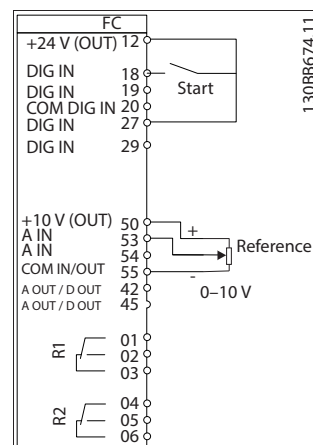 FC
+24 V (OUT) 12
DIG IN 18
DIG IN 19
COM DIG IN 20
DIG IN 27
DIG IN 29
Start
+10 V (OUT) 50
A IN 53
A IN 54
COM IN/OUT 55
A OUT / D OUT 42
A OUT / D OUT 45
+
Reference
-
0–10 V
R1
01
02
03
R2
04
05
06
130BB674.11